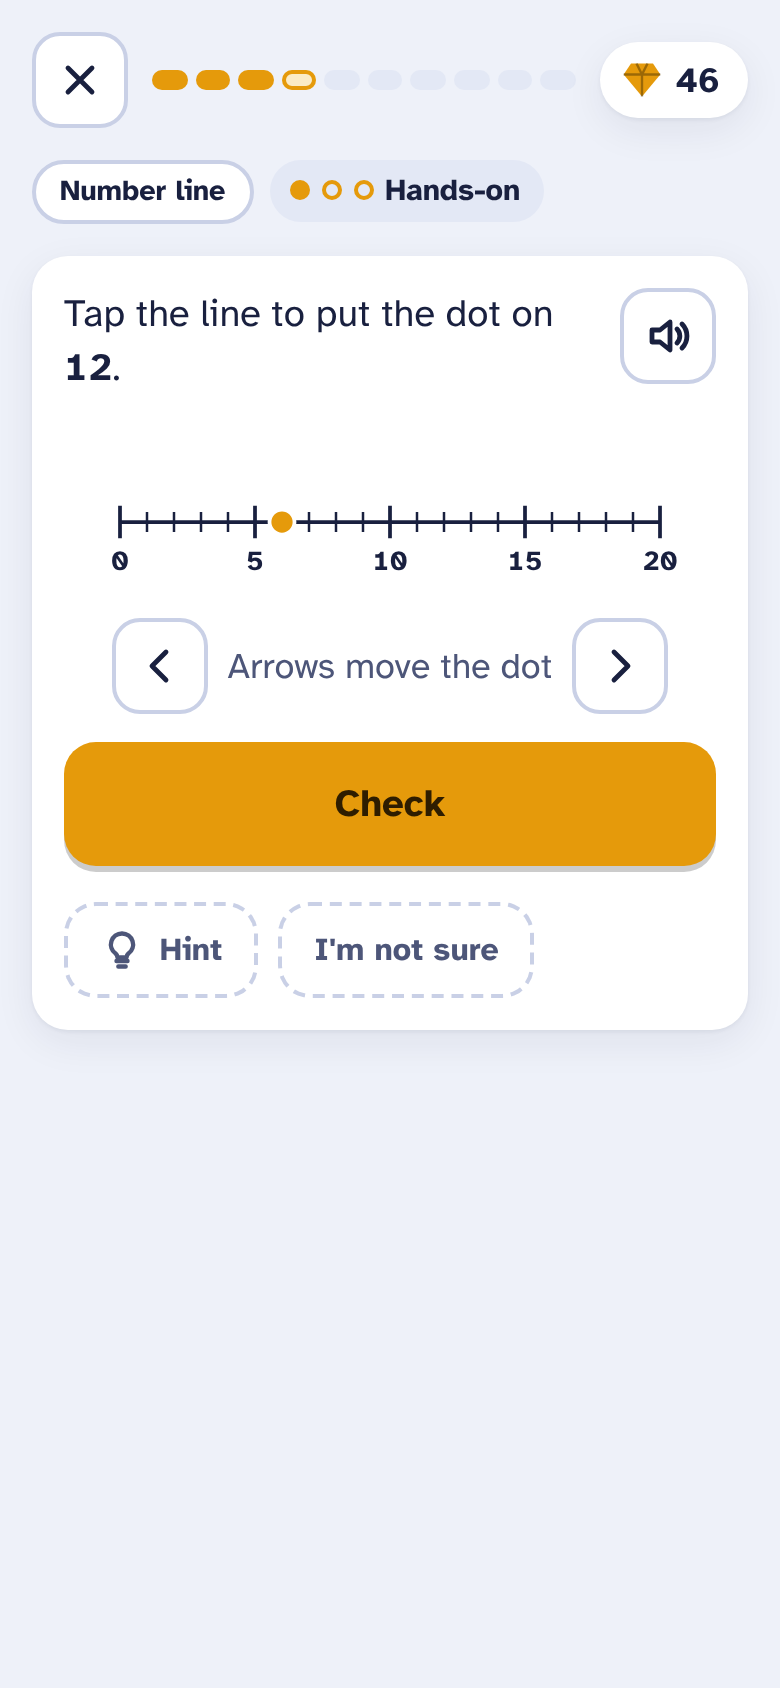 46
Number line
Hands-on
Tap the line to put the dot on
12.
0 5 10 15 20
Arrows move the dot
Check
Hint
I'm not sure